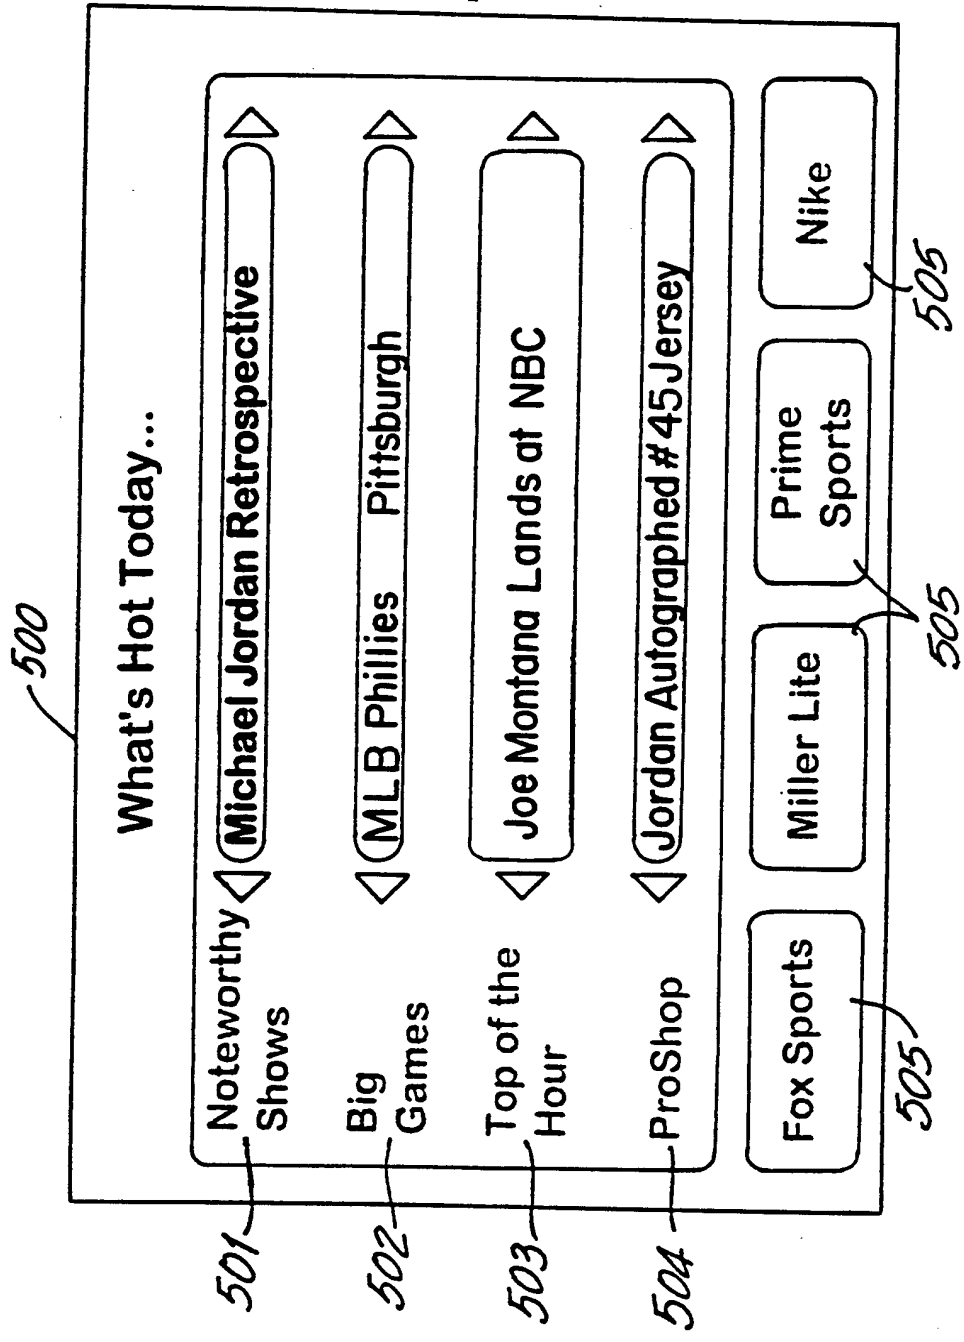 500
What's Hot Today...
501
Noteworthy
Shows
Michael Jordan Retrospective
502
Big
Games
MLB Phillies Pittsburgh
503
Top of the
Hour
Joe Montana Lands at NBC
504
ProShop
Jordan Autographed #45 Jersey
Fox Sports
Miller Lite
Prime
Sports
Nike
505
505
505